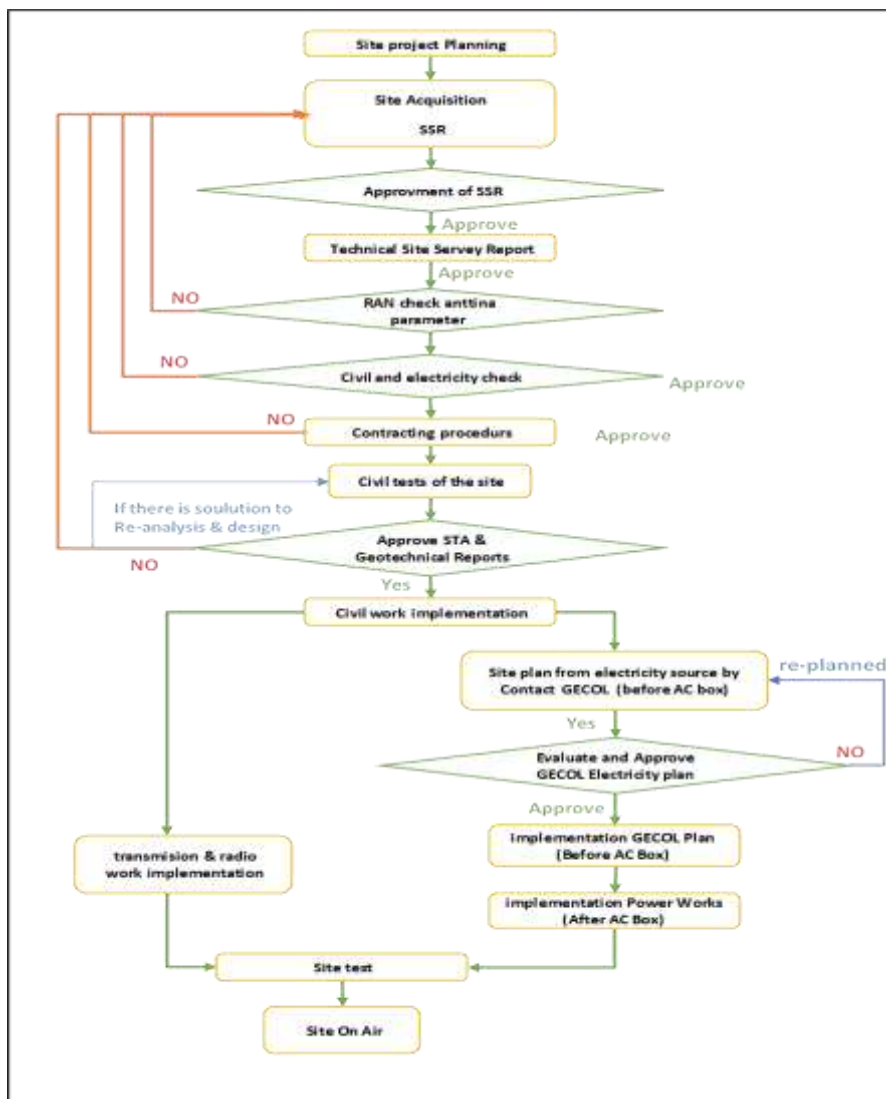 Site project Planning
Site Acquisition
SSR
Approvment of SSR
Approve
Technical Site Servey Report
Approve
NO
RAN check anttina
parameter
NO
Civil and electricity check
Approve
NO
Contracting procedurs
Approve
Civil tests of the site
If there is soulution to
Re-analysis & design
Approve STA &
Geotechnical Reports
NO
Yes
Civil work implementation
Site plan from electricity source by
Contact GECOL (before AC box)
re-planned
Yes
Evaluate and Approve
GECOL Electricity plan
NO
Approve
implementation GECOL Plan
(Before AC Box)
transmision & radio
work implementation
implementation Power Works
(After AC Box)
Site test
Site On Air